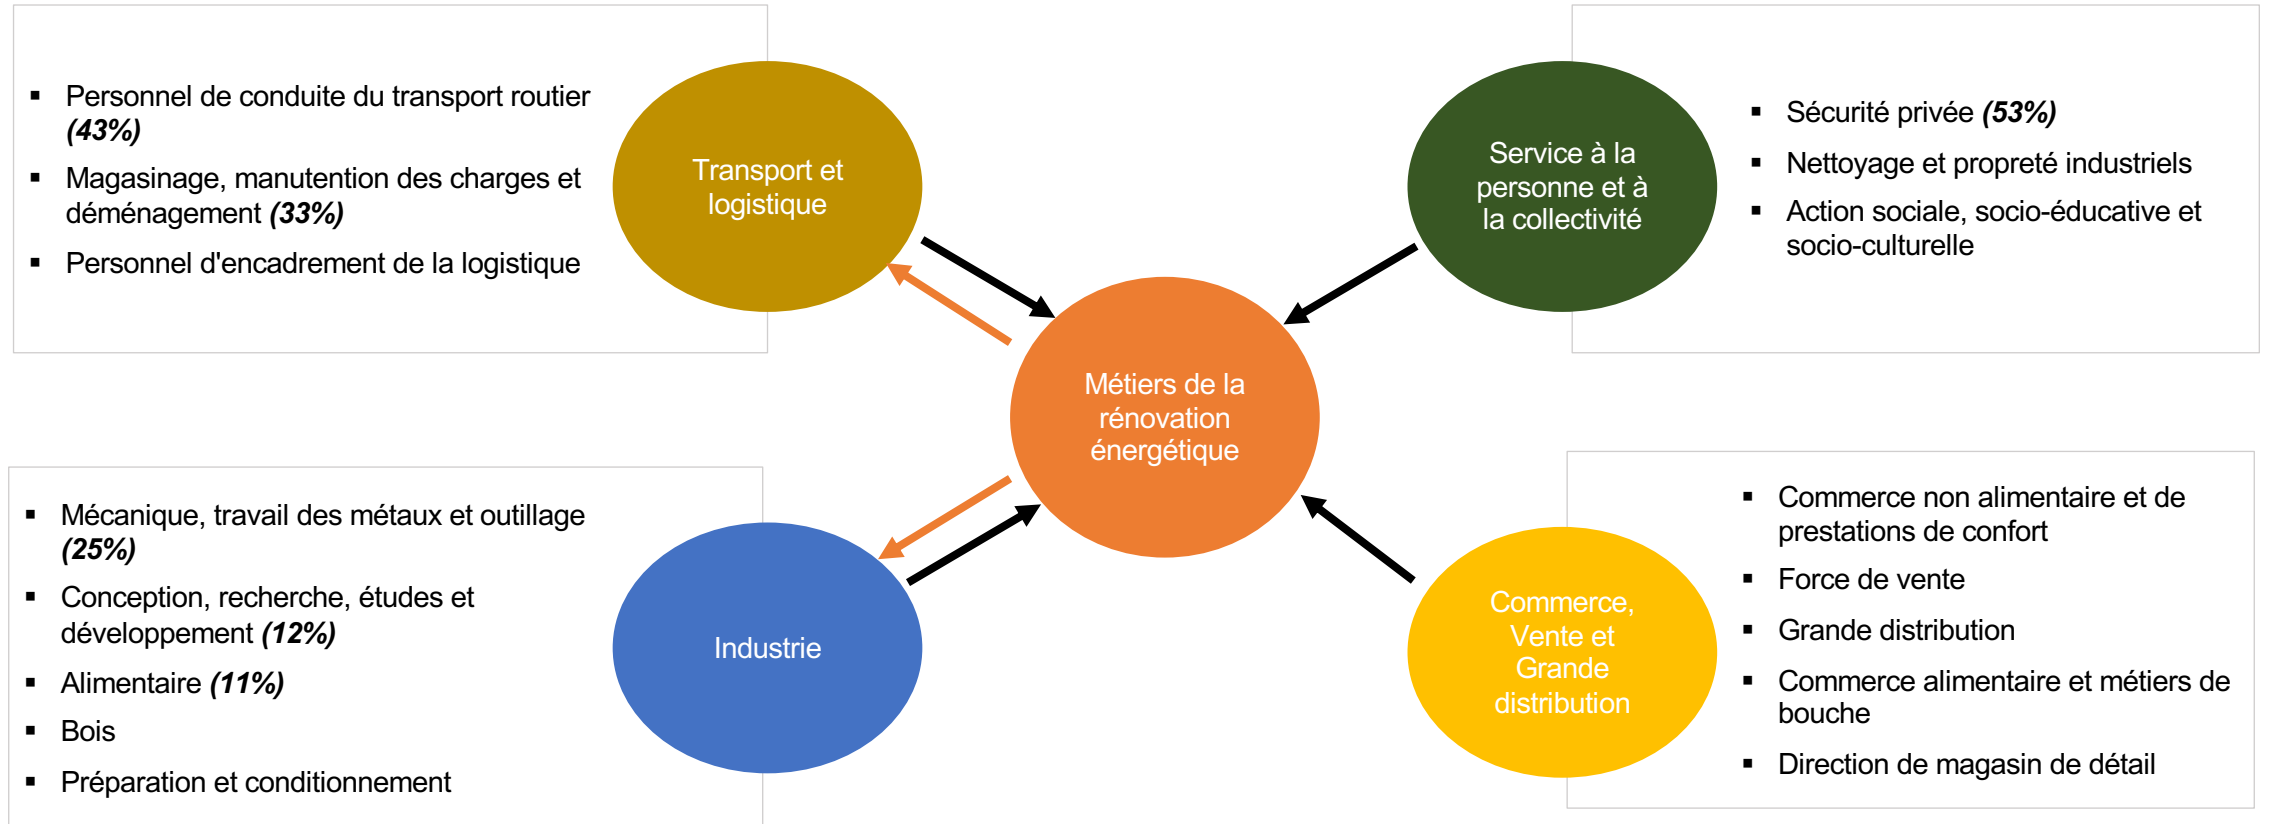 ▪ Personnel de conduite du transport routier
(43%)
▪ Magasinage, manutention des charges et
déménagement (33%)
▪ Personnel d'encadrement de la logistique
Transport et
logistique
Service à la
personne et à
la collectivité
▪ Sécurité privée (53%)
▪ Nettoyage et propreté industriels
▪ Action sociale, socio-éducative et
socio-culturelle
Métiers de la
rénovation
énergétique
▪ Mécanique, travail des métaux et outillage
(25%)
▪ Conception, recherche, études et
développement (12%)
▪ Alimentaire (11%)
▪ Bois
▪ Préparation et conditionnement
Industrie
Commerce,
Vente et
Grande
distribution
▪ Commerce non alimentaire et de
prestations de confort
▪ Force de vente
▪ Grande distribution
▪ Commerce alimentaire et métiers de
bouche
▪ Direction de magasin de détail